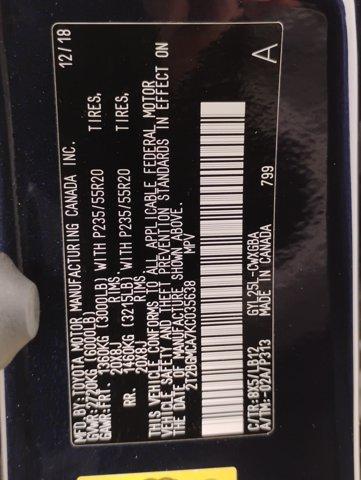 MFD. BY:TOYOTA MOTOR MANUFACTURING CANADA INC. 12/18
GVWR:2720KG (6000LB)
GAWR:FRT. 1360KG (3000LB) WITH P235/55R20 TIRES,
20X8J RIMS,
RR. 1460KG (3215LB) WITH P235/55R20 TIRES,
20X8J RIMS,
THIS VEHICLE CONFORMS TO ALL APPLICABLE FEDERAL MOTOR
VEHICLE SAFETY AND THEFT PREVENTION STANDARDS IN EFFECT ON
THE DATE OF MANUFACTURE SHOWN ABOVE.
MPV
C/TR:8X5/LB12 GYL25L-CWXGBA A
A/TM:-02A/P313 MADE IN CANADA 799